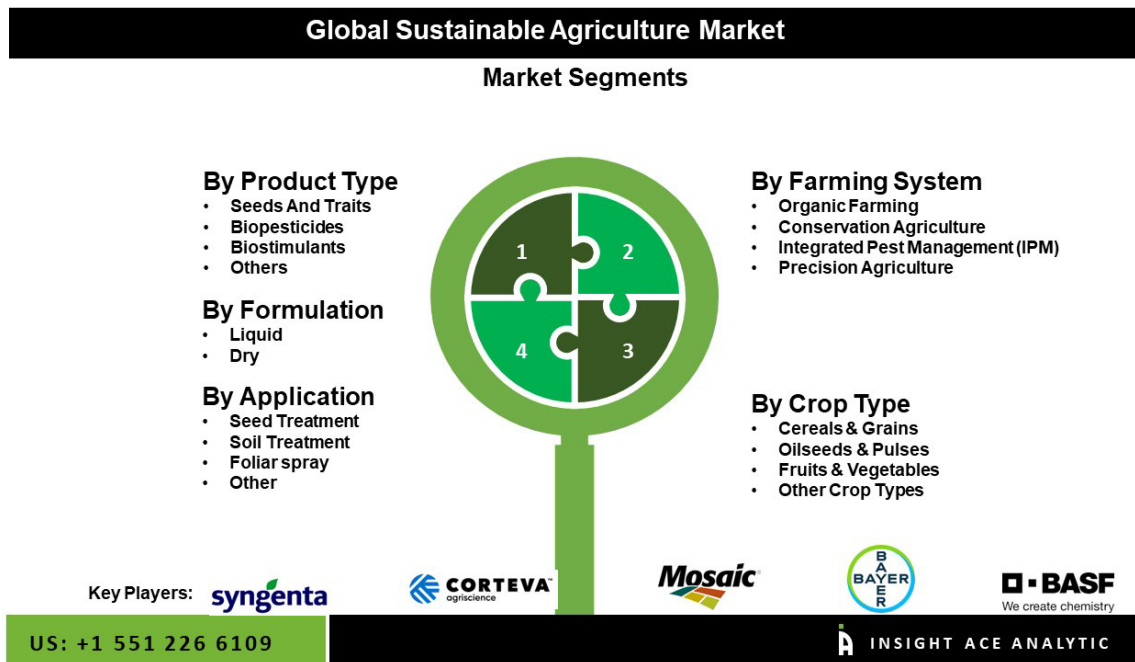 Global Sustainable Agriculture Market
Market Segments
By Product Type
• Seeds And Traits
• Biopesticides
• Biostimulants
• Others
By Formulation
• Liquid
• Dry
By Application
• Seed Treatment
• Soil Treatment
• Foliar spray
• Other
1
2
4
3
By Farming System
• Organic Farming
• Conservation Agriculture
• Integrated Pest Management (IPM)
• Precision Agriculture
By Crop Type
• Cereals & Grains
• Oilseeds & Pulses
• Fruits & Vegetables
• Other Crop Types
Key Players:
syngenta
CORTEVA™
agriscience
Mosaic®
BAYER
BAYER
BASF
We create chemistry
US: +1 551 226 6109
INSIGHT ACE ANALYTIC